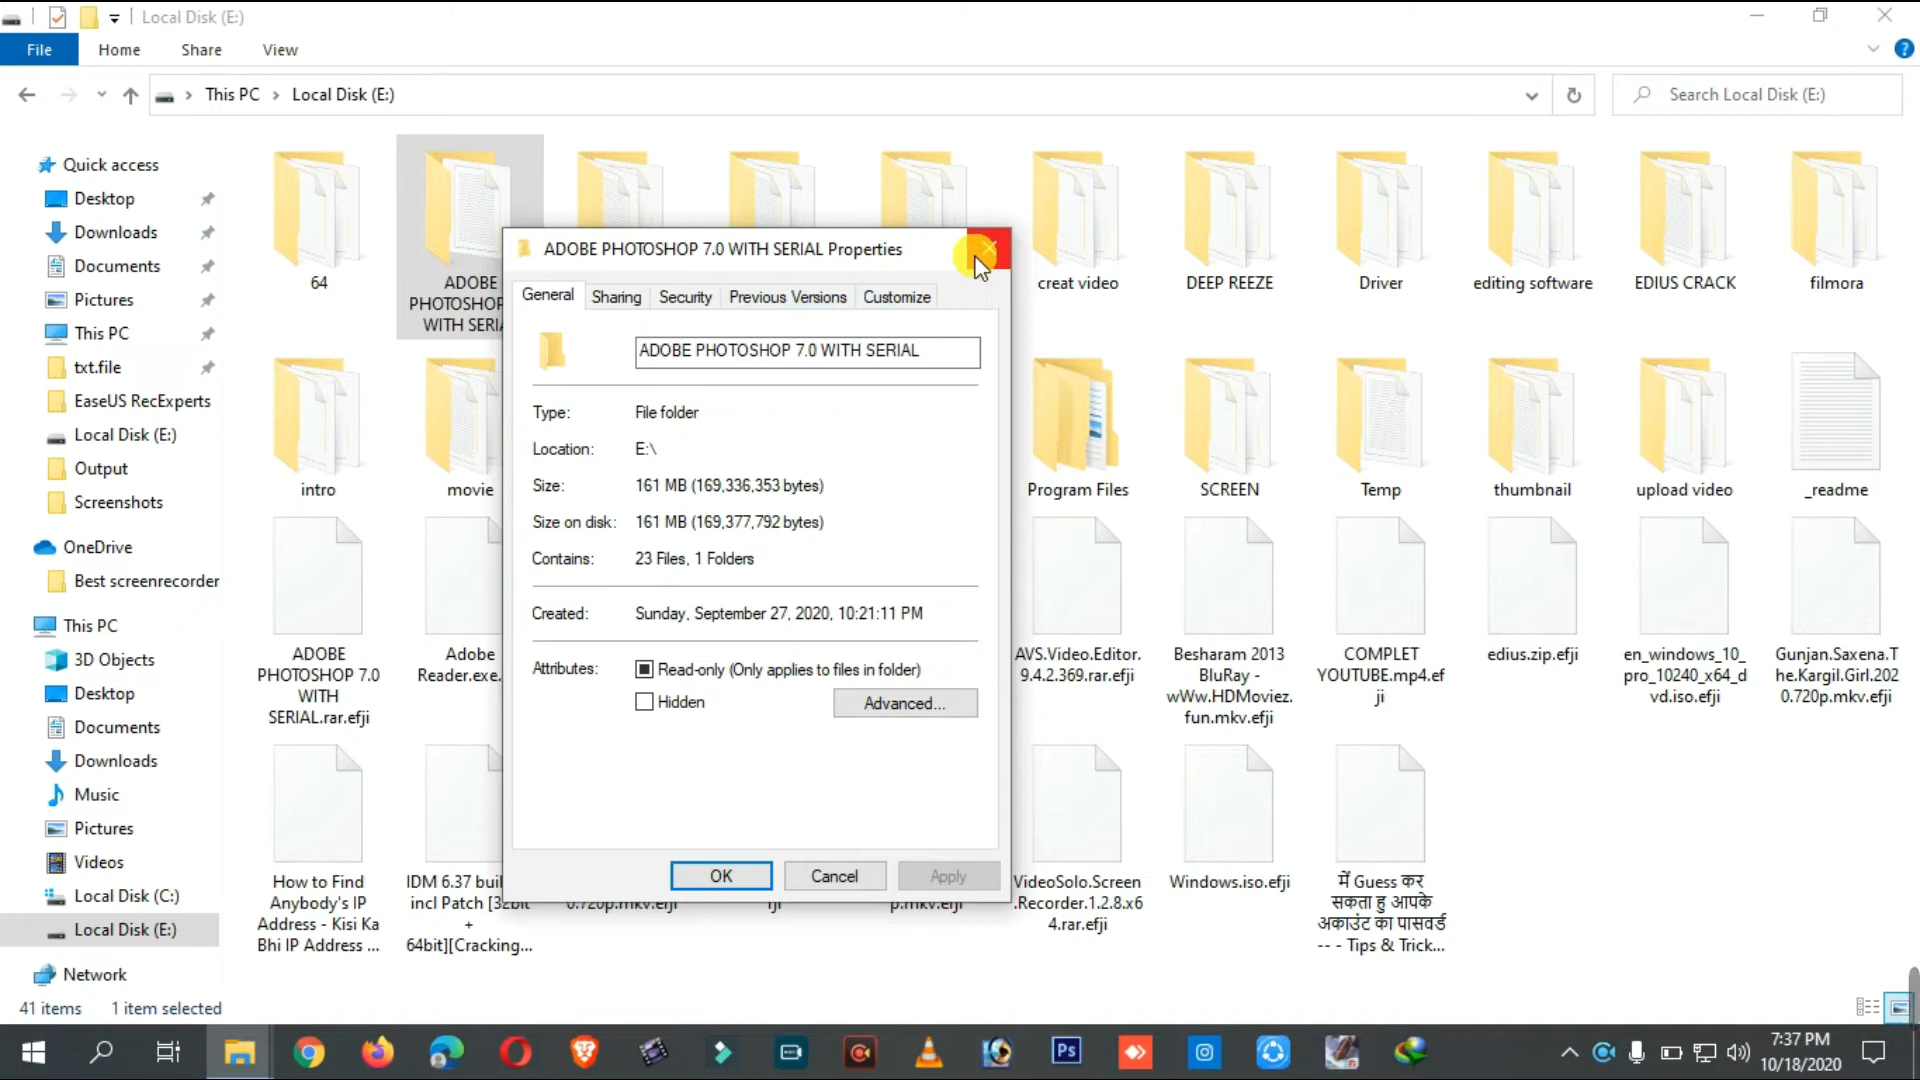 Local Disk (E:)
File
Home
Share
View
This PC
Local Disk (E:)
Search Local Disk (E:)
Quick access
Desktop
Downloads
Documents
Pictures
This PC
txt.file
EaseUS RecExperts
Local Disk (E:)
Output
Screenshots
OneDrive
Best screenrecorder
This PC
3D Objects
Desktop
Documents
Downloads
Music
Pictures
Videos
Local Disk (C:)
Local Disk (E:)
Network
41 items
1 item selected
64
ADOBE
PHOTOSHOP
WITH
creat video
DEEP REEZE
Driver
editing software
EDIUS CRACK
filmora
intro
movie
Program Files
SCREEN
Temp
thumbnail
upload video
_readme
ADOBE
PHOTOSHOP 7.0
WITH
SERIAL.rar.efji
Adobe
Reader.exe.
AVS.Video.Editor.
9.4.2.369.rar.efji
Besharam 2013
BluRay -
wWw.HDMoviez.
fun.mkv.efji
COMPLET
YOUTUBE.mp4.ef
ji
edius.zip.efji
en_windows_10_
pro_10240_x64_d
vd.iso.efji
Gunjan.Saxena.T
he.Kargil.Girl.202
0.720p.mkv.efji
How to Find
Anybody's IP
Address - Kisi Ka
Bhi IP Address ...
IDM 6.37 buil
incl Patch [32bit
+
64bit][Cracking...
0.720p.mkv.efji
p.mkv.efji
VideoSolo.Screen
.Recorder.1.2.8.x6
4.rar.efji
Windows.iso.efji
में Guess कर
सकता हु आपके
अकाउंट का पासवर्ड
-- - Tips & Trick...
ADOBE PHOTOSHOP 7.0 WITH SERIAL Properties
General
Sharing
Security
Previous Versions
Customize
ADOBE PHOTOSHOP 7.0 WITH SERIAL
Type: File folder
Location: E:\
Size: 161 MB (169,336,353 bytes)
Size on disk: 161 MB (169,377,792 bytes)
Contains: 23 Files, 1 Folders
Created: Sunday, September 27, 2020, 10:21:11 PM
Attributes: Read-only (Only applies to files in folder)
Hidden
Advanced...
OK
Cancel
Apply
Ps
7:37 PM
10/18/2020